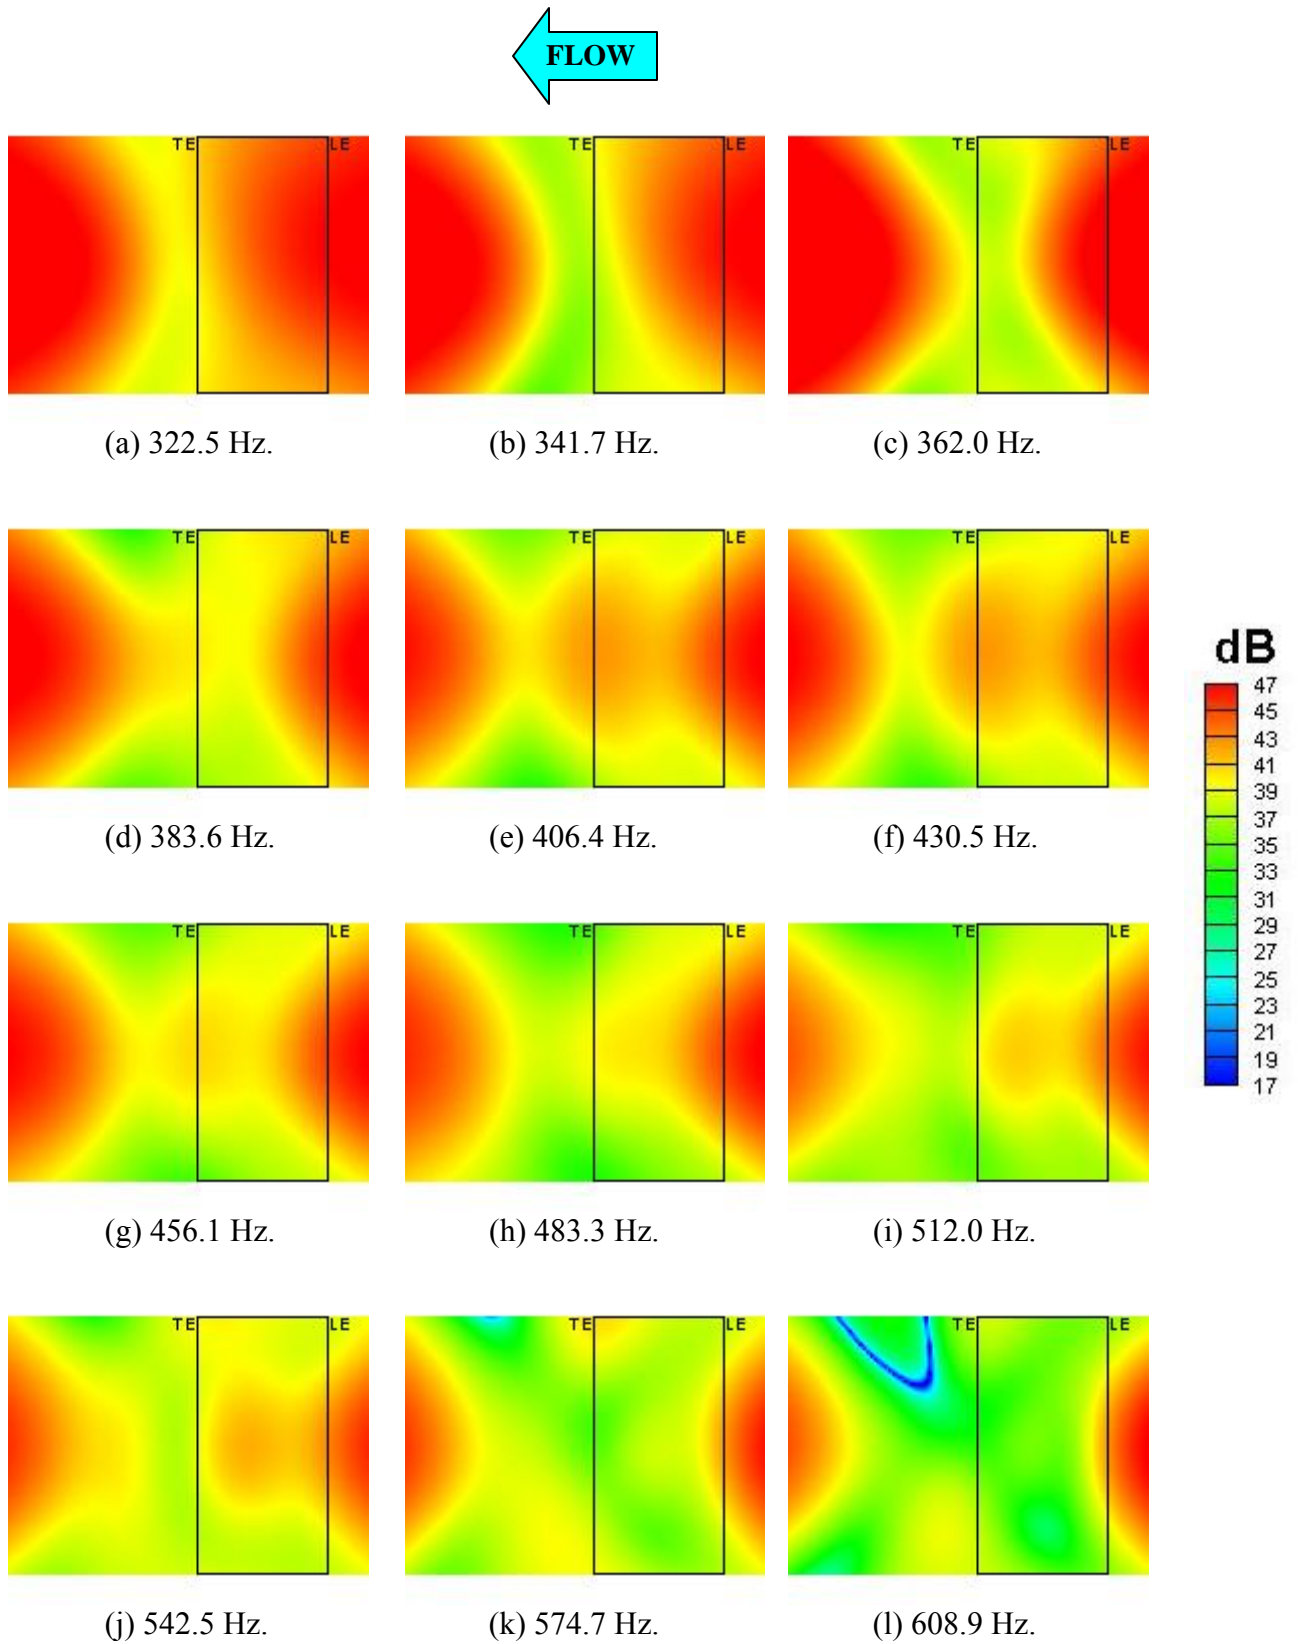 FLOW
TE LE TE LE TE LE
(a) 322.5 Hz. (b) 341.7 Hz. (c) 362.0 Hz.
TE LE TE LE TE LE
(d) 383.6 Hz. (e) 406.4 Hz. (f) 430.5 Hz.
dB
47
45
43
41
39
37
35
33
31
29
27
25
23
21
19
17
TE LE TE LE TE LE
(g) 456.1 Hz. (h) 483.3 Hz. (i) 512.0 Hz.
TE LE TE LE TE LE
(j) 542.5 Hz. (k) 574.7 Hz. (l) 608.9 Hz.